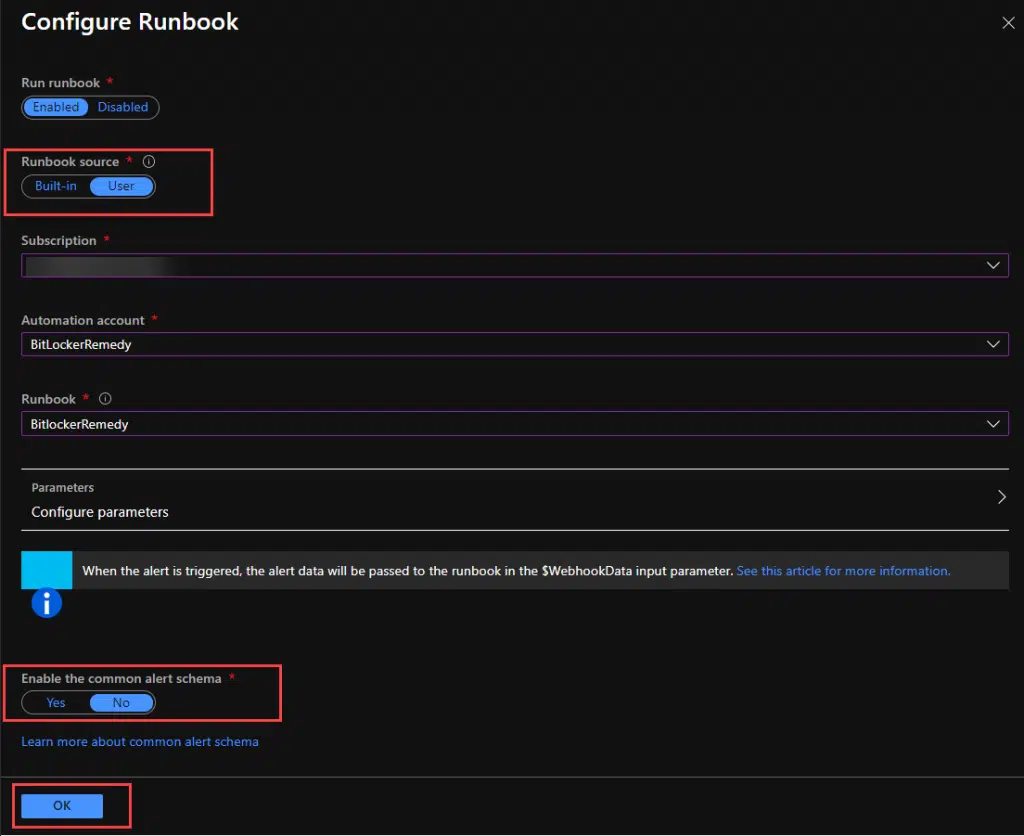 Configure Runbook
Run runbook *
Enabled Disabled
Runbook source *
Built-in User
Subscription *
Automation account *
BitLockerRemedy
Runbook *
BitlockerRemedy
Parameters
Configure parameters
When the alert is triggered, the alert data will be passed to the runbook in the $WebhookData input parameter. See this article for more information.
Enable the common alert schema *
Yes No
Learn more about common alert schema
OK